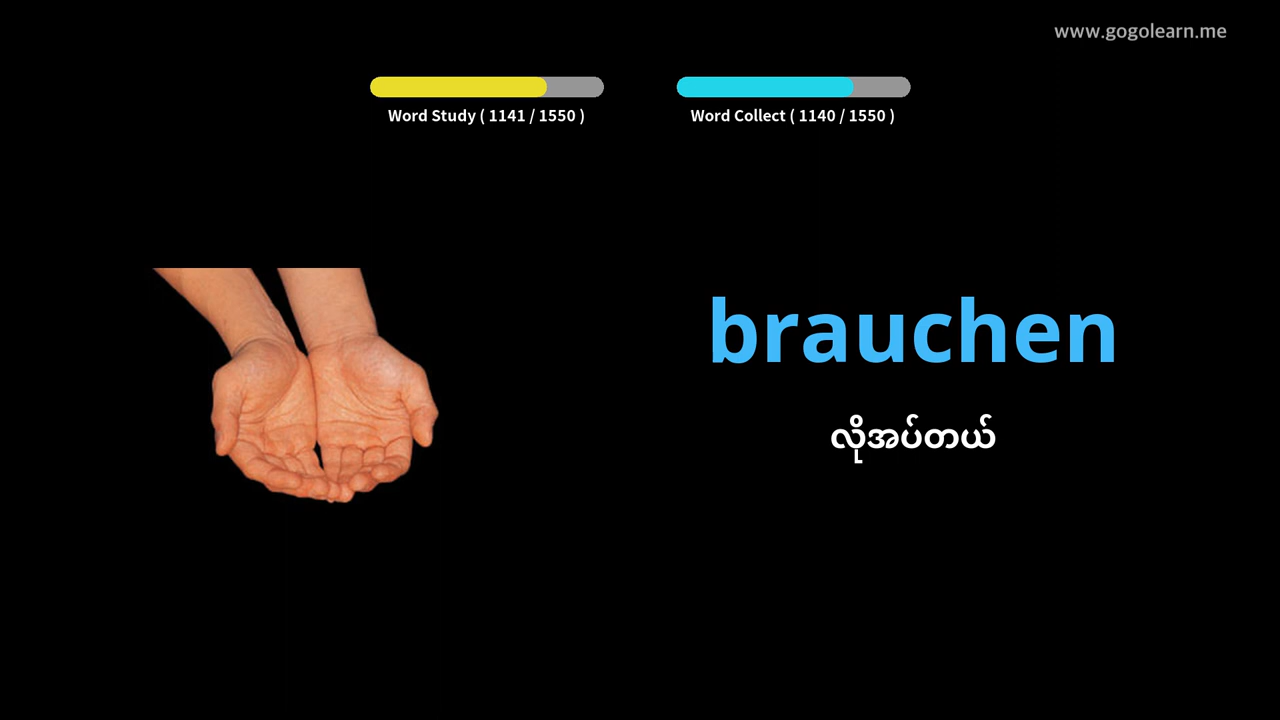 www.gogolearn.me
Word Study ( 1141 / 1550 )
Word Collect ( 1140 / 1550 )
brauchen
လိုအပ်တယ်